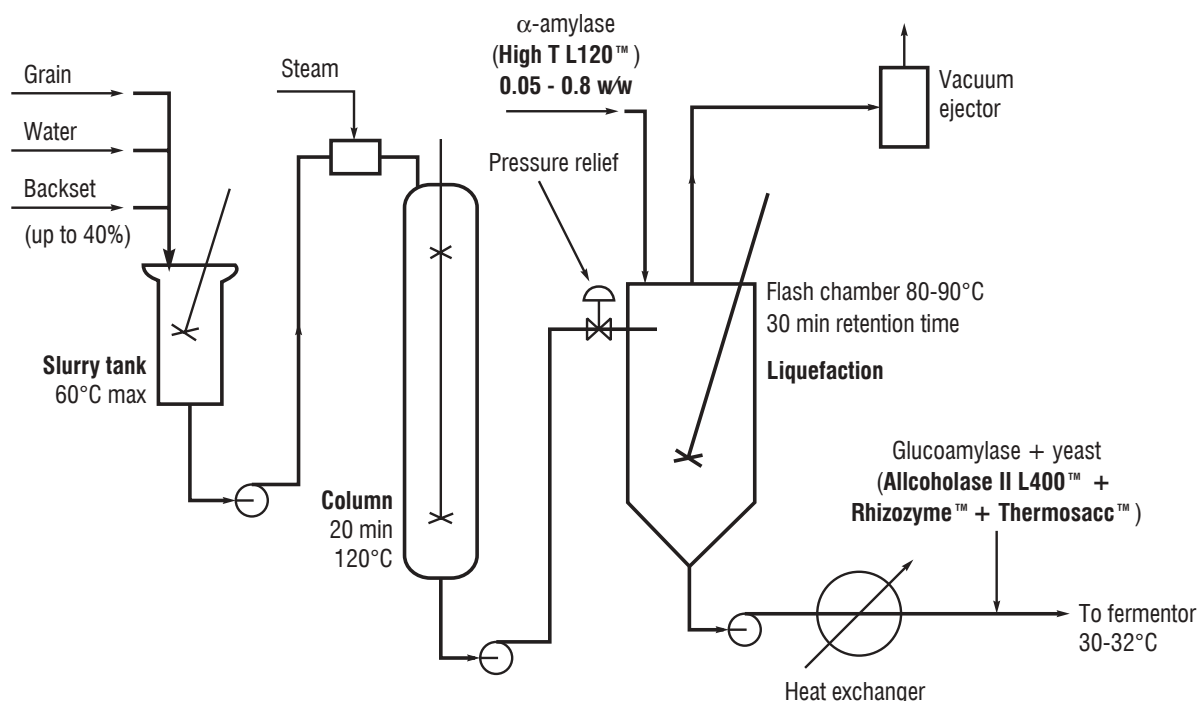 Grain
Water
Backset
(up to 40%)
Slurry tank
60°C max
Steam
Column
20 min
120°C
α-amylase
(High T L120™)
0.05 - 0.8 w/w
Pressure relief
Vacuum
ejector
Flash chamber 80-90°C
30 min retention time
Liquefaction
Glucoamylase + yeast
(Allcoholase II L400™ +
Rhizozyme™ + Thermosacc™)
To fermentor
30-32°C
Heat exchanger